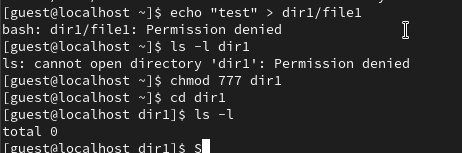 [guest@localhost ~]$ echo "test" > dir1/file1
bash: dir1/file1: Permission denied
[guest@localhost ~]$ ls -l dir1
ls: cannot open directory 'dir1': Permission denied
[guest@localhost ~]$ chmod 777 dir1
[guest@localhost ~]$ cd dir1
[guest@localhost dir1]$ ls -l
total 0
[guest@localhost dir1]$ S